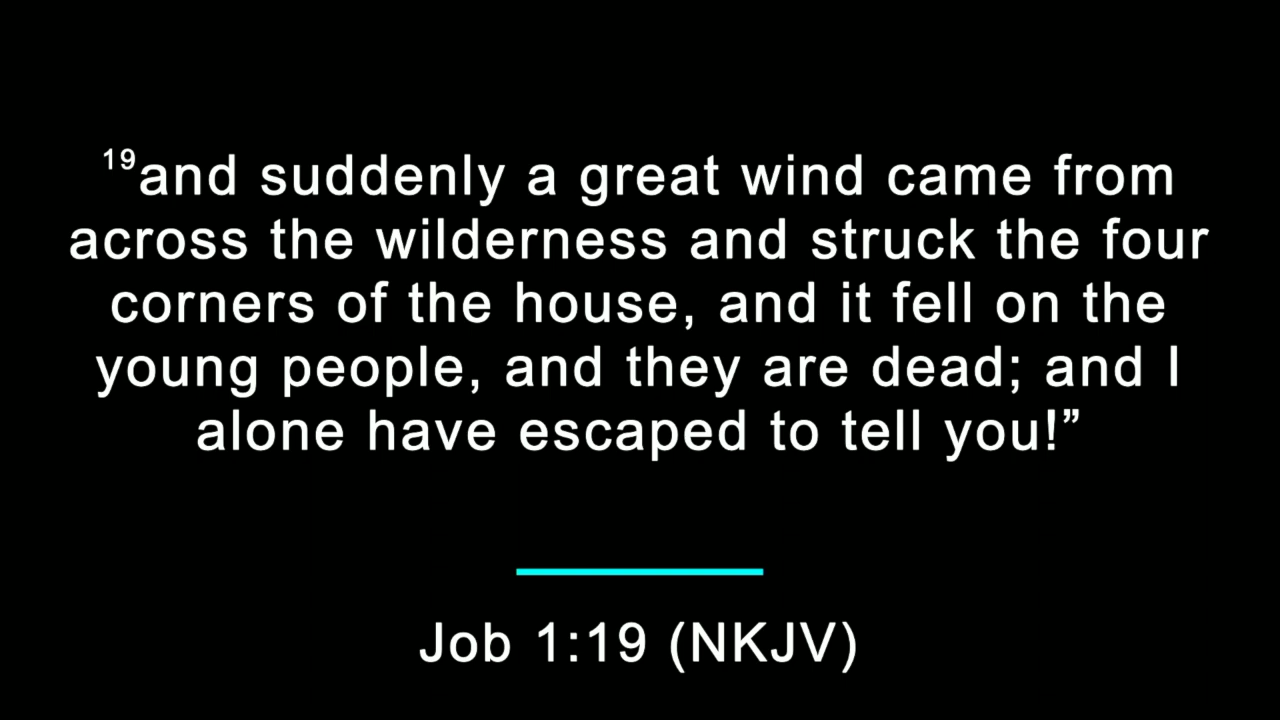 19and suddenly a great wind came from
across the wilderness and struck the four
corners of the house, and it fell on the
young people, and they are dead; and I
alone have escaped to tell you!”
Job 1:19 (NKJV)